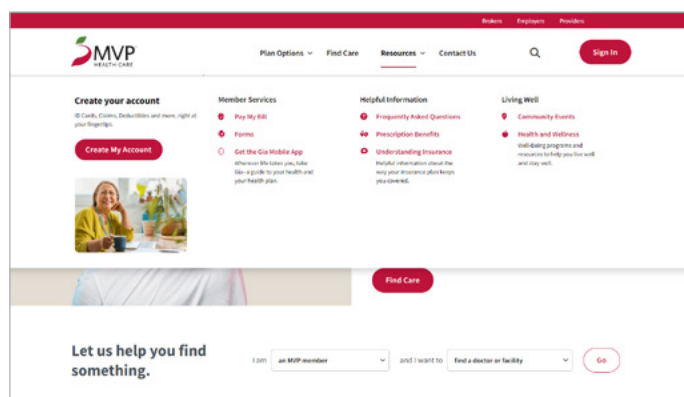 Brokers Employers Providers
MVP
HEALTH CARE
Plan Options Find Care Resources Contact Us Sign In
Create your account
ID Cards, Claims, Deductibles and more, right at
your fingertips.
Create My Account
Member Services
Pay My Bill
Forms
Get the Gia Mobile App
Wherever life takes you, take
Gia- a guide to your health and
your health plan.
Helpful Information
Frequently Asked Questions
Prescription Benefits
Understanding Insurance
Helpful information about the
way your insurance plan keeps
you covered.
Living Well
Community Events
Health and Wellness
Well-being programs and
resources to help you live well
and stay well.
Find Care
Let us help you find
something.
I am an MVP member and I want to find a doctor or facility Go